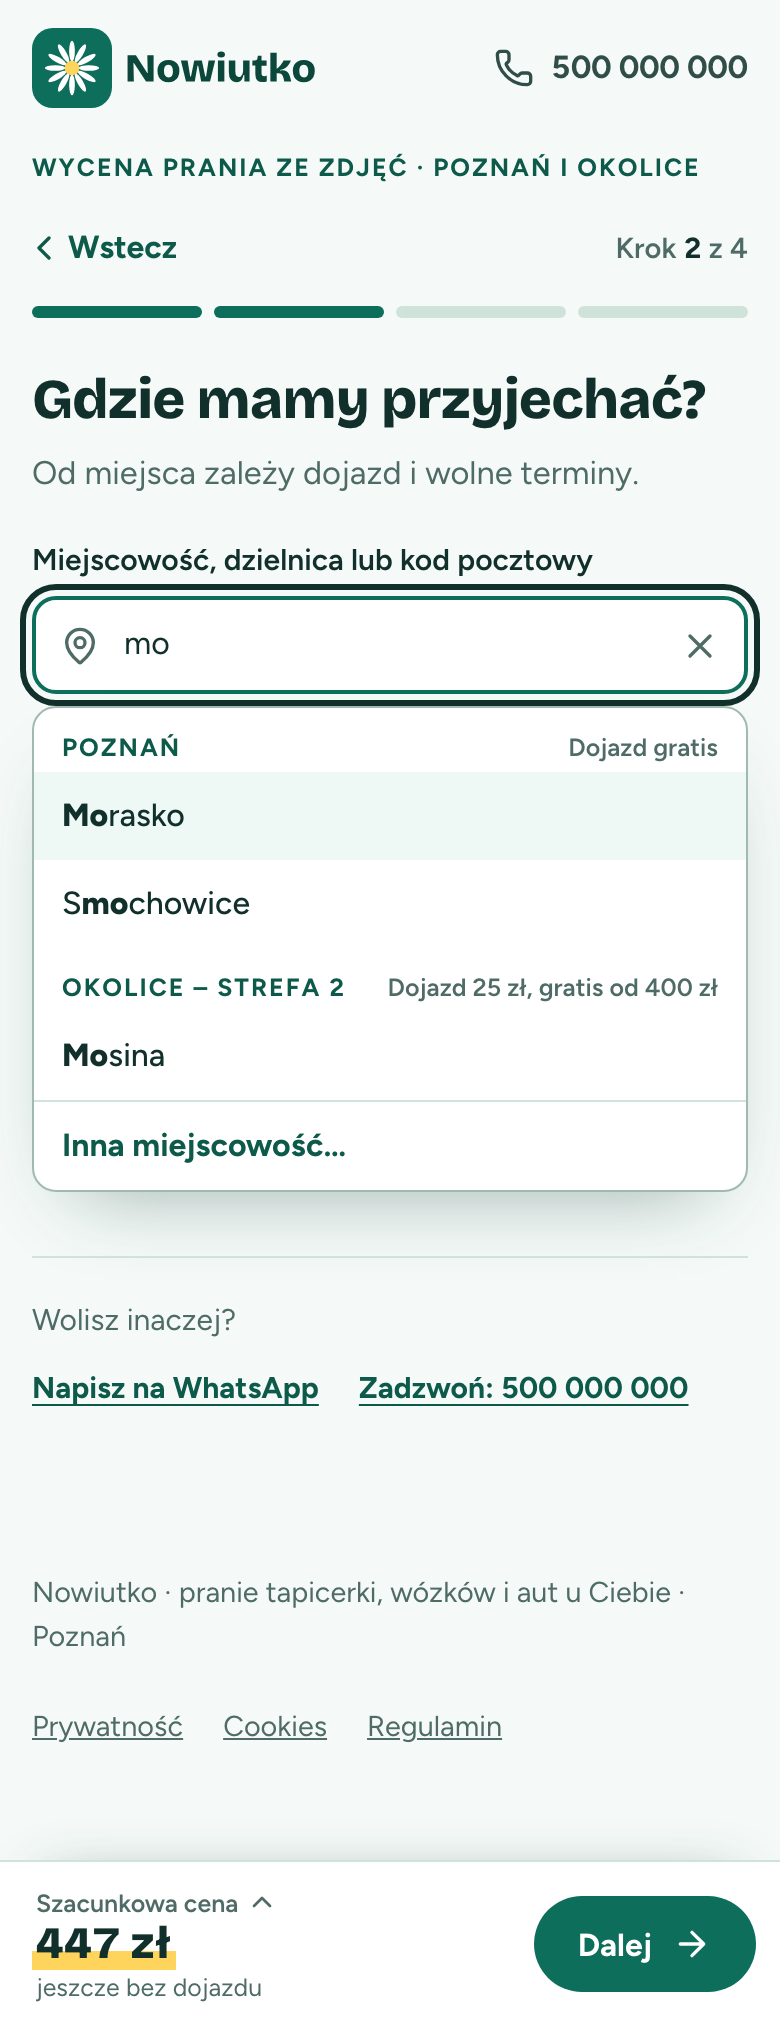 Nowiutko
500 000 000
WYCENA PRANIA ZE ZDJĘĆ · POZNAŃ I OKOLICE
Wstecz
Krok 2 z 4
Gdzie mamy przyjechać?
Od miejsca zależy dojazd i wolne terminy.
Miejscowość, dzielnica lub kod pocztowy
mo
POZNAŃ
Dojazd gratis
Morasko
Smochowice
OKOLICE – STREFA 2
Dojazd 25 zł, gratis od 400 zł
Mosina
Inna miejscowość...
Wolisz inaczej?
Napisz na WhatsApp
Zadzwoń: 500 000 000
Nowiutko · pranie tapicerki, wózków i aut u Ciebie ·
Poznań
Prywatność
Cookies
Regulamin
Szacunkowa cena
447 zł
jeszcze bez dojazdu
Dalej